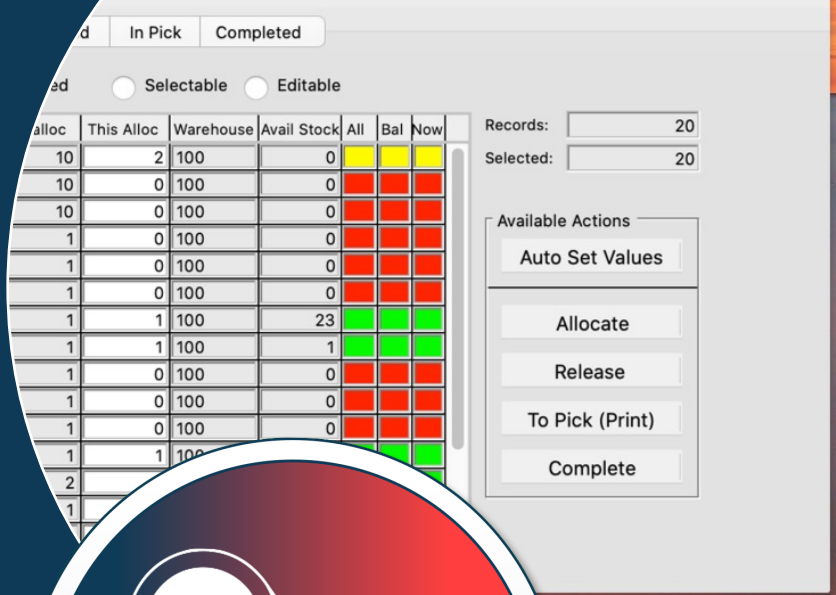 d In Pick Completed
ed Selectable Editable
alloc This Alloc Warehouse Avail Stock All Bal Now
10 2 100 0
10 0 100 0
10 0 100 0
1 0 100 0
1 0 100 0
1 0 100 0
1 1 100 23
1 1 100 1
1 0 100 0
1 0 100 0
1 0 100 0
1 1 100
2
1
Records: 20
Selected: 20
Available Actions
Auto Set Values
Allocate
Release
To Pick (Print)
Complete